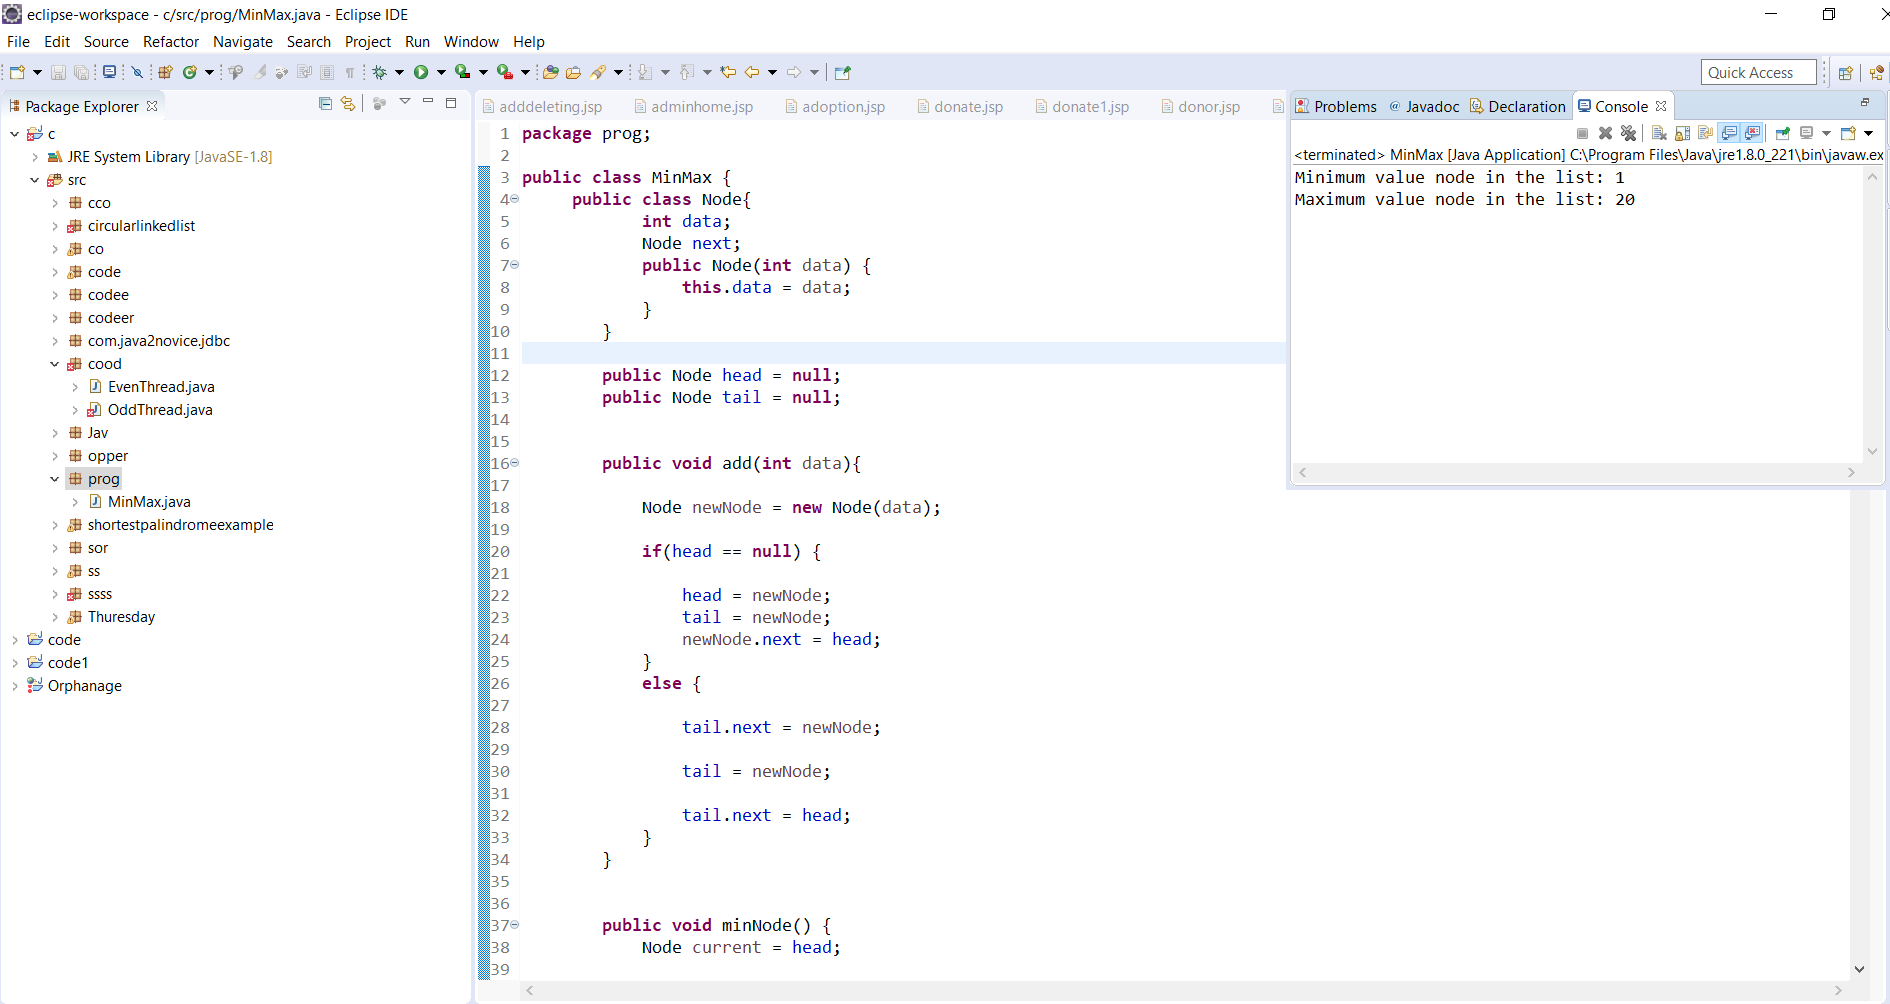 eclipse-workspace - c/src/prog/MinMax.java - Eclipse IDE
File Edit Source Refactor Navigate Search Project Run Window Help
Quick Access
Package Explorer
c
JRE System Library [JavaSE-1.8]
src
cco
circularlinkedlist
co
code
codee
codeer
com.java2novice.jdbc
cood
EvenThread.java
OddThread.java
Jav
opper
prog
MinMax.java
shortestpalindromeexample
sor
ss
ssss
Thuresday
code
code1
Orphanage
adddeleting.jsp adminhome.jsp adoption.jsp donate.jsp donate1.jsp donor.jsp
1 package prog;
2
3 public class MinMax {
4 public class Node{
5 int data;
6 Node next;
7 public Node(int data) {
8 this.data = data;
9 }
10 }
11
12 public Node head = null;
13 public Node tail = null;
14
15
16 public void add(int data){
17
18 Node newNode = new Node(data);
19
20 if(head == null) {
21
22 head = newNode;
23 tail = newNode;
24 newNode.next = head;
25 }
26 else {
27
28 tail.next = newNode;
29
30 tail = newNode;
31
32 tail.next = head;
33 }
34 }
35
36
37 public void minNode() {
38 Node current = head;
39
Problems @ Javadoc Declaration Console
<terminated> MinMax [Java Application] C:\Program Files\Java\jre1.8.0_221\bin\javaw.ex
Minimum value node in the list: 1
Maximum value node in the list: 20